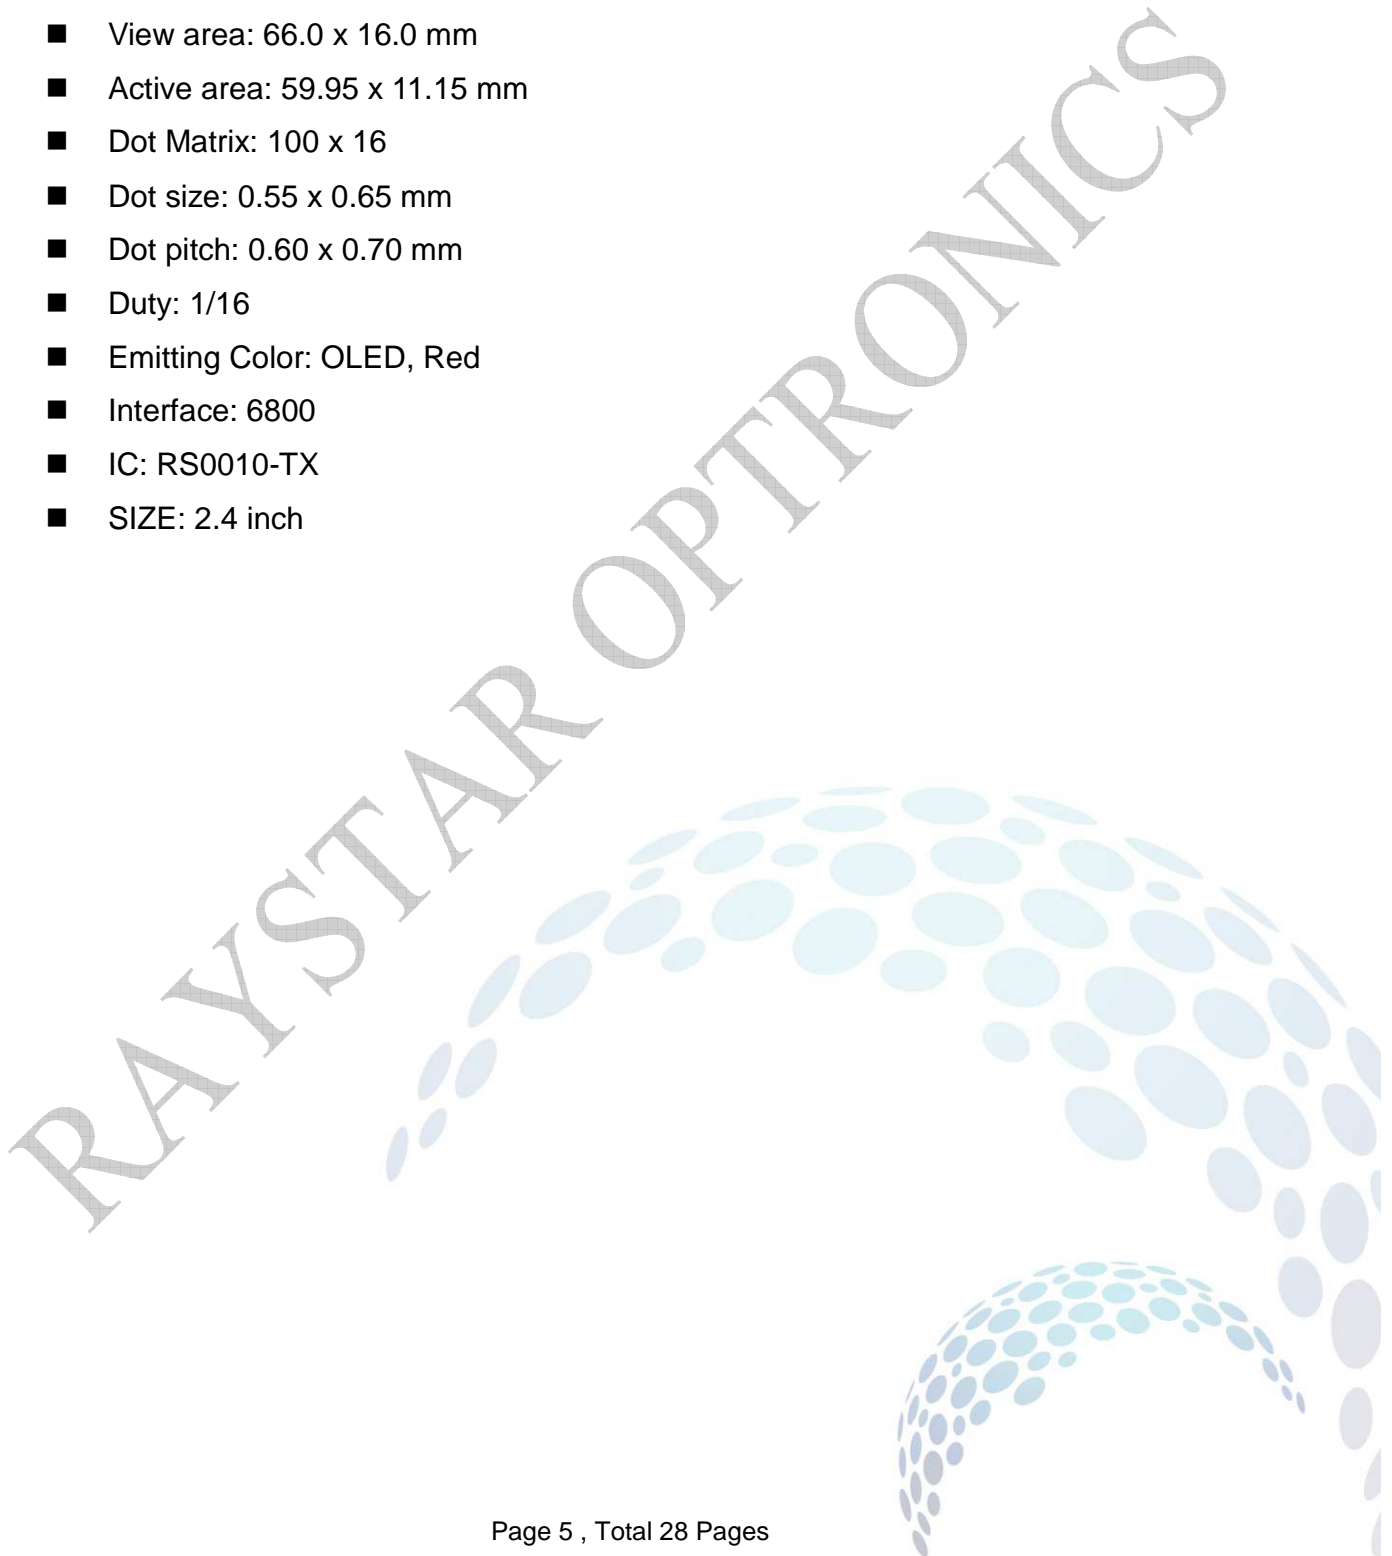 ■ View area: 66.0 x 16.0 mm
■ Active area: 59.95 x 11.15 mm
■ Dot Matrix: 100 x 16
■ Dot size: 0.55 x 0.65 mm
■ Dot pitch: 0.60 x 0.70 mm
■ Duty: 1/16
■ Emitting Color: OLED, Red
■ Interface: 6800
■ IC: RS0010-TX
■ SIZE: 2.4 inch
RAYSTAR OPTRONICS
Page 5 , Total 28 Pages